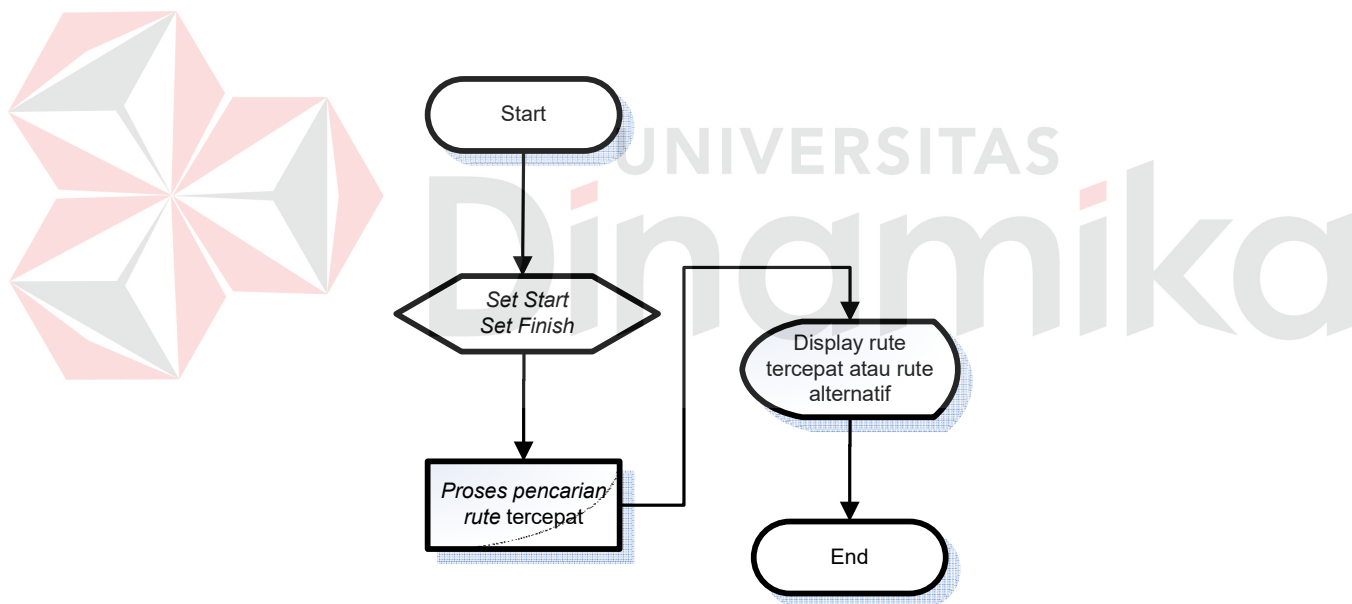 Start
UNIVERSITAS
Dinamika
Set Start
Set Finish
Proses pencarian
rute tercepat
Display rute
tercepat atau rute
alternatif
End